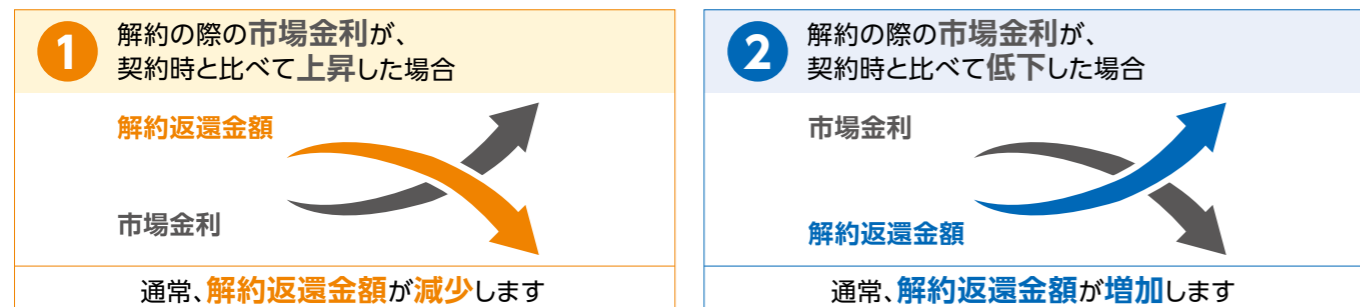 1
解約の際の市場金利が、
契約時と比べて上昇した場合
解約返還金額
市場金利
通常、解約返還金額が減少します
2
解約の際の市場金利が、
契約時と比べて低下した場合
市場金利
解約返還金額
通常、解約返還金額が増加します